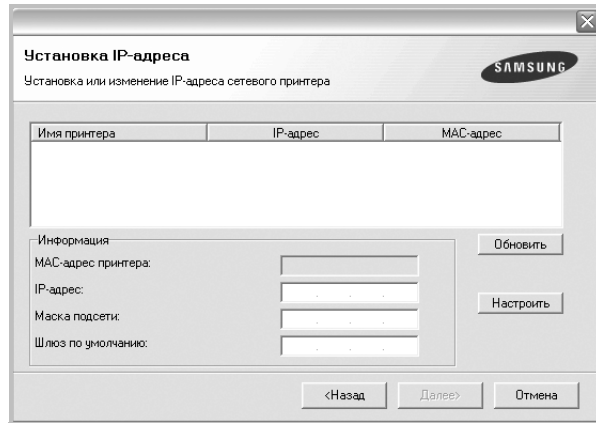 Установка IP-адреса
Установка или изменение IP-адреса сетевого принтера
SAMSUNG
Имя принтера IP-адрес MAC-адрес
Информация
Обновить
MAC-адрес принтера:
IP-адрес:
Настроить
Маска подсети:
Шлюз по умолчанию:
<Назад Далее> Отмена